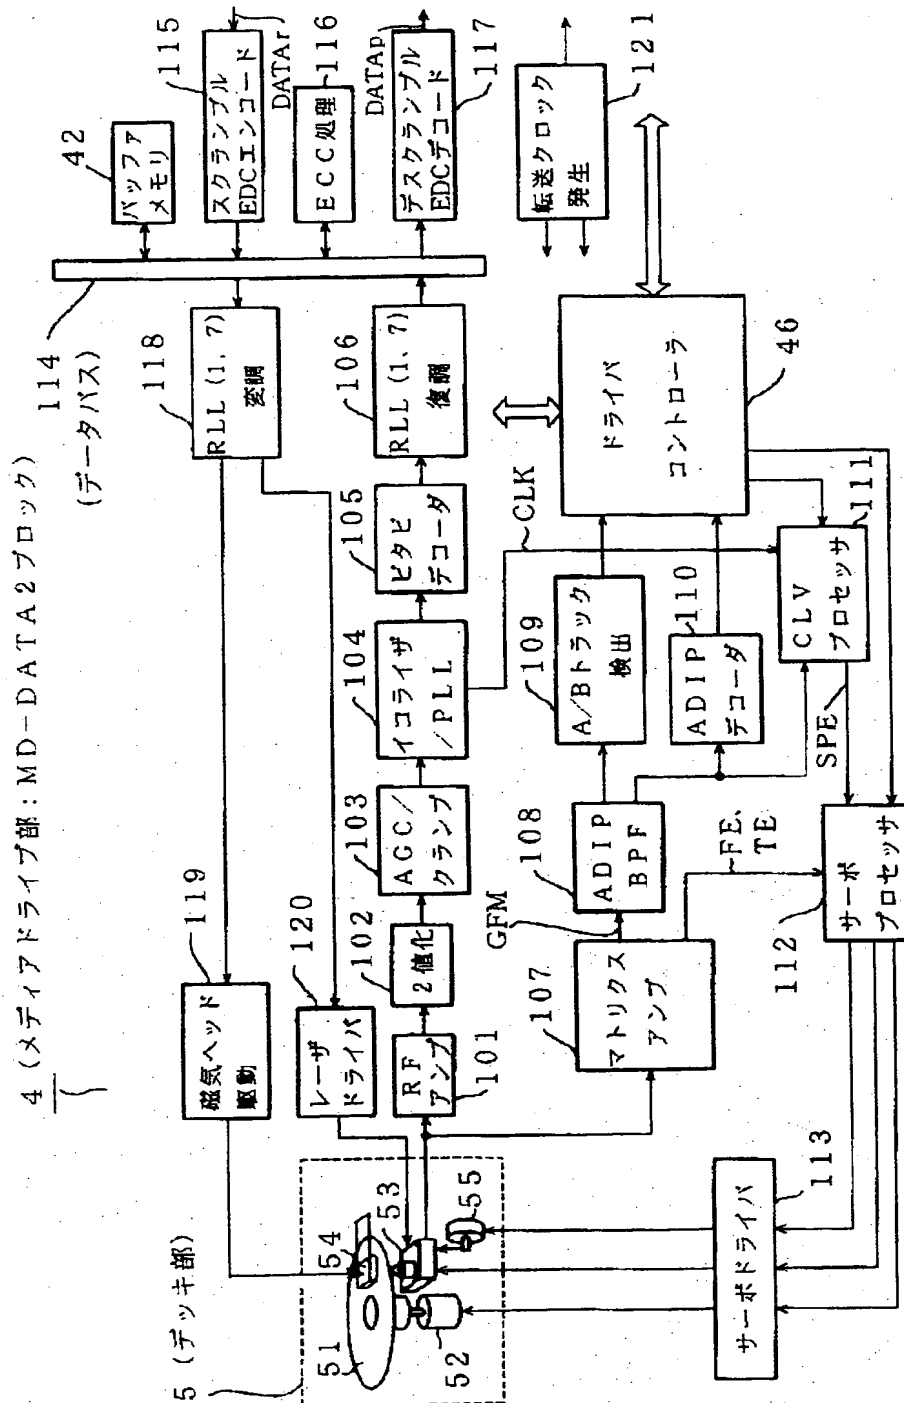 4 (メディアドライブ部：MD-DATA2ブロック)
5 (デッキ部)
51
52
53
54
55
119
磁気ヘッド
駆動
120
レーザ
ドライバ
118
RLL(1、7)
変調
114
(データバス)
42
バッファ
メモリ
115
スクランブル
EDCエンコード
DATAr
116
ECC処理
DATAp
デスクランブル
EDCデコード
117
RFアンプ
101
102
2値化
103
AGC/
クランプ
104
イコライザ
/PLL
105
ビタビ
デコーダ
106
RLL(1、7)
復調
転送クロック
発生
121
107
マトリクス
アンプ
GFM
108
ADIP
BPF
109
A/Bトラック
検出
CLK
ドライバ
コントローラ
46
ADIP
デコーダ
110
CLV
プロセッサ
111
SPE
FE、
TE
112
サーボ
プロセッサ
サーボドライバ
113